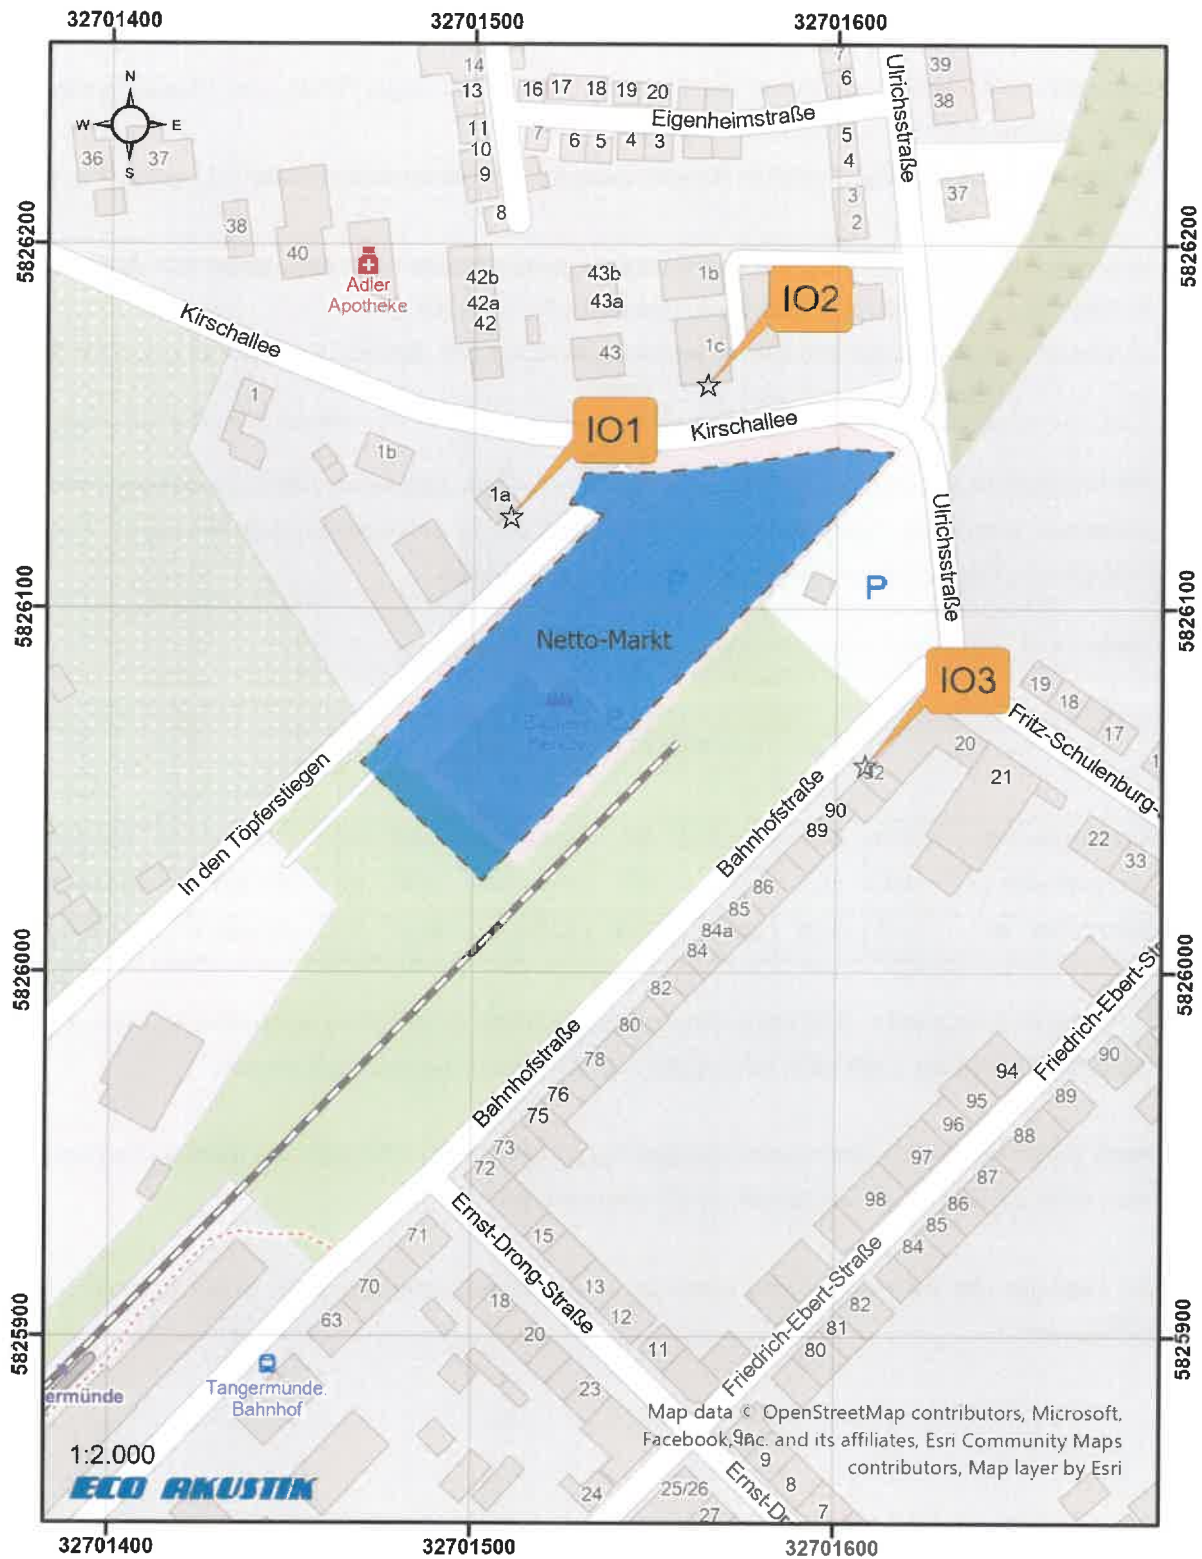 32701400
32701500
32701600
N
W
E
S
14
13
11
10
9
8
16
17
18
19
20
7
6
5
4
3
Eigenheimstraße
7
6
5
4
3
2
Ulrichsstraße
39
38
37
36
37
38
40
Adler
Apotheke
5826200
5826200
42b
42a
42
43b
43a
43
1b
1c
IO2
Kirschallee
Kirschallee
IO1
1
1b
1a
Ulrichsstraße
P
5826100
5826100
Netto-Markt
IO3
19
18
17
Fritz-Schulenburg-
20
21
22
33
In den Töpferstiegen
Bahnhofstraße
90
89
86
85
84a
84
82
80
78
76
75
73
72
5826000
5826000
Bahnhofstraße
Friedrich-Ebert-St
94
95
96
97
98
90
89
88
87
86
85
84
82
81
80
Ernst-Drong-Straße
15
13
12
11
71
70
63
18
20
23
24
Friedrich-Ebert-Straße
5825900
5825900
ermünde
Tangermünde,
Bahnhof
Map data © OpenStreetMap contributors, Microsoft,
Facebook, Inc. and its affiliates, Esri Community Maps
contributors, Map layer by Esri
9
8
7
25/26
27
Ernst-Dr
1:2.000
ECO AKUSTIK
32701400
32701500
32701600